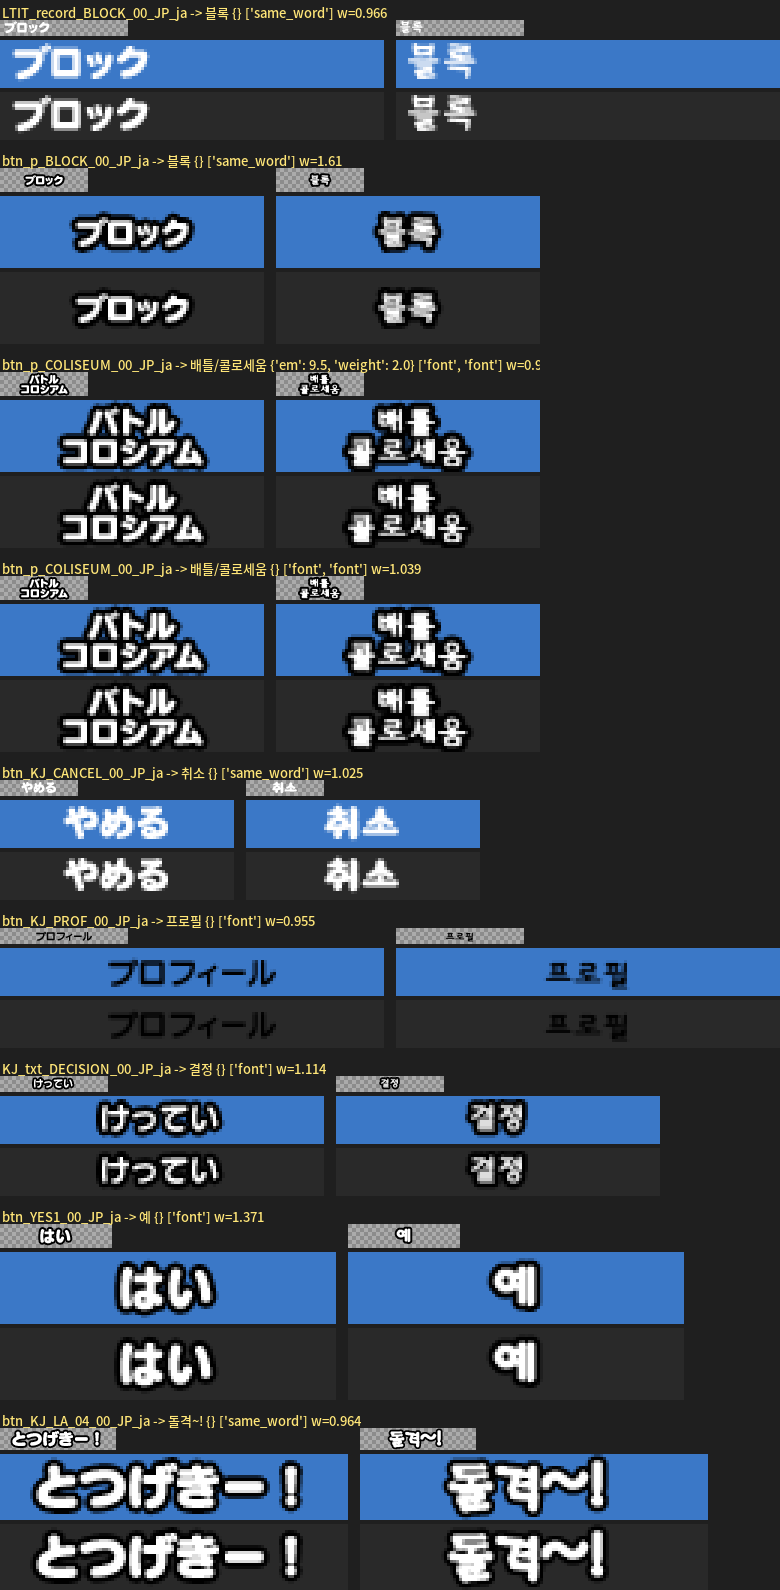 LTIT_record_BLOCK_00_JP_ja -> 블록 {} ['same_word'] w=0.966
ブロック 블록
ブロック 블록
ブロック 블록
btn_p_BLOCK_00_JP_ja -> 블록 {} ['same_word'] w=1.61
ブロック 블록
ブロック 블록
ブロック 블록
btn_p_COLISEUM_00_JP_ja -> 배틀/콜로세움 {'em': 9.5, 'weight': 2.0} ['font', 'font'] w=0.9
バトル 배틀
コロシアム 콜로세움
バトル 배틀
コロシアム 콜로세움
バトル 배틀
コロシアム 콜로세움
btn_p_COLISEUM_00_JP_ja -> 배틀/콜로세움 {} ['font', 'font'] w=1.039
バトル 배틀
コロシアム 콜로세움
バトル 배틀
コロシアム 콜로세움
バトル 배틀
コロシアム 콜로세움
btn_KJ_CANCEL_00_JP_ja -> 취소 {} ['same_word'] w=1.025
やめる 취소
やめる 취소
やめる 취소
btn_KJ_PROF_00_JP_ja -> 프로필 {} ['font'] w=0.955
プロフィール 프로필
プロフィール 프로필
プロフィール 프로필
KJ_txt_DECISION_00_JP_ja -> 결정 {} ['font'] w=1.114
けってい 결정
けってい 결정
けってい 결정
btn_YES1_00_JP_ja -> 예 {} ['font'] w=1.371
はい 예
はい 예
はい 예
btn_KJ_LA_04_00_JP_ja -> 돌격~! {} ['same_word'] w=0.964
とつげきー！ 돌격~!
とつげきー！ 돌격~!
とつげきー！ 돌격~!